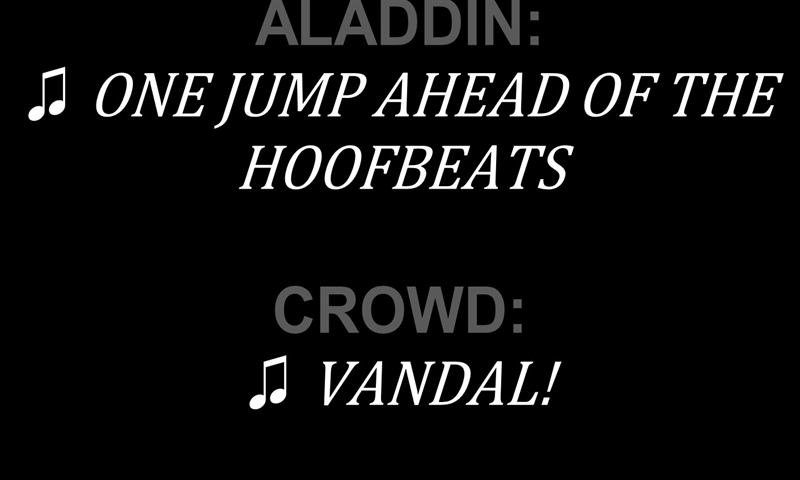 ALADDIN:
♫ ONE JUMP AHEAD OF THE
HOOFBEATS
CROWD:
♫ VANDAL!